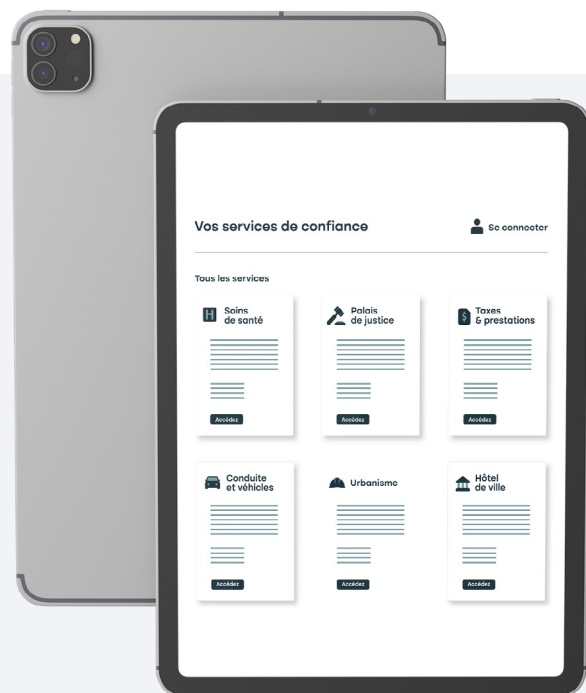 Vos services de confiance
Se connecter
Tous les services
H Soins
de santé
Palais
de justice
$ Taxes
& prestations
Accédez
Accédez
Accédez
Conduite
et véhicules
Urbanisme
Hôtel
de ville
Accédez
Accédez
Accédez